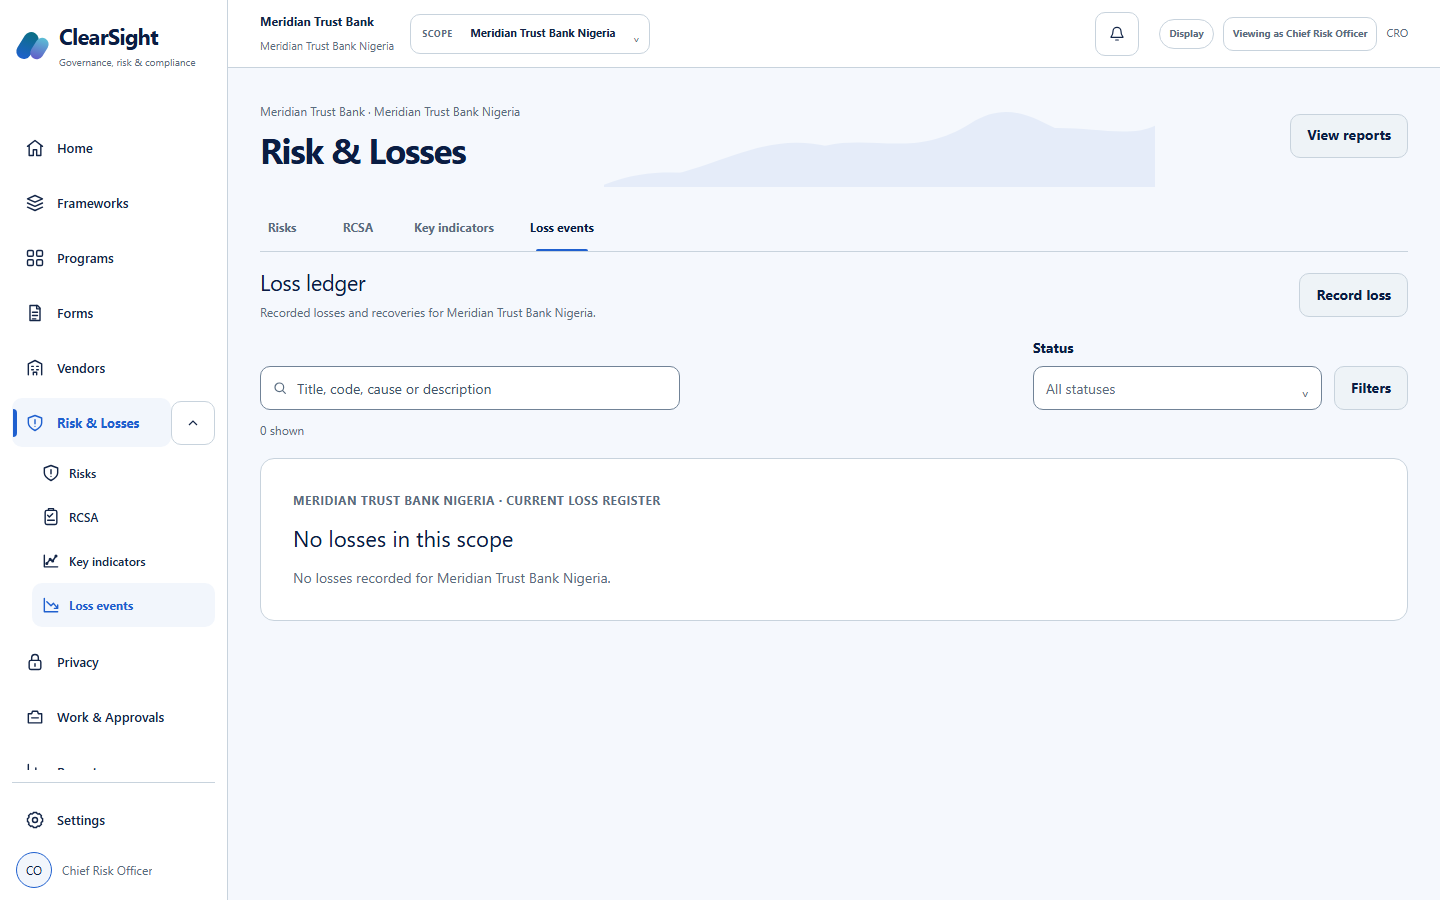 ClearSight
Governance, risk & compliance
Home
Frameworks
Programs
Forms
Vendors
Risk & Losses
Risks
RCSA
Key indicators
Loss events
Privacy
Work & Approvals
Settings
CO
Chief Risk Officer
Meridian Trust Bank
Meridian Trust Bank Nigeria
SCOPE
Meridian Trust Bank Nigeria
Display
Viewing as Chief Risk Officer
CRO
Meridian Trust Bank · Meridian Trust Bank Nigeria
Risk & Losses
View reports
Risks
RCSA
Key indicators
Loss events
Loss ledger
Recorded losses and recoveries for Meridian Trust Bank Nigeria.
Record loss
Status
Title, code, cause or description
All statuses
Filters
0 shown
MERIDIAN TRUST BANK NIGERIA · CURRENT LOSS REGISTER
No losses in this scope
No losses recorded for Meridian Trust Bank Nigeria.